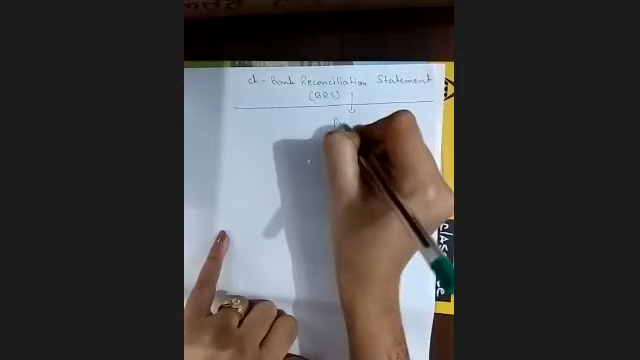 ch- Bank Reconciliation Statement
(BRS)